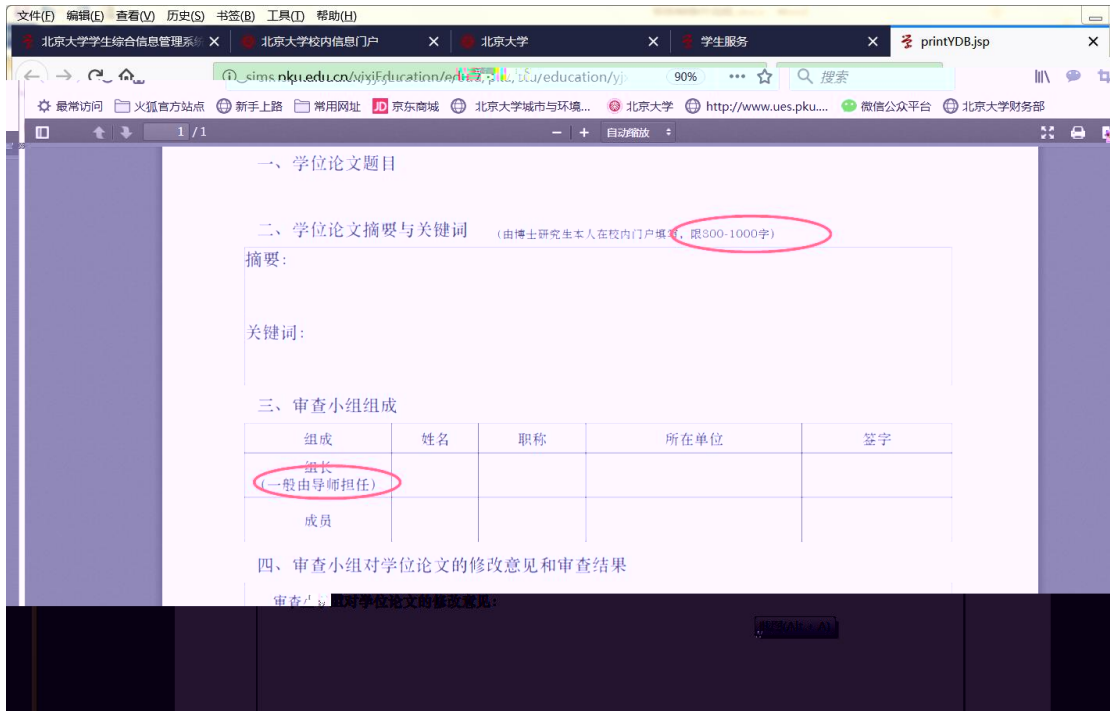 文件(F) 编辑(E) 查看(V) 历史(S) 书签(B) 工具(T) 帮助(H)
北京大学学生综合信息管理系统 北京大学校内信息门户 北京大学 学生服务 printYDB.jsp
sims.pku.edu.cn 90% 搜索
最常访问 火狐官方站点 新手上路 常用网址 JD 京东商城 北京大学城市与环境... 北京大学 http://www.ues.pku.... 微信公众平台 北京大学财务部
1 / 1 自动缩放
一、学位论文题目
二、学位论文摘要与关键词 (由博士研究生本人在校内门户填写，限800-1000字)
摘要：
关键词：
三、审查小组组成
组成 姓名 职称 所在单位 签字
组长
(一般由导师担任)
成员
四、审查小组对学位论文的修改意见和审查结果
审查小组对学位论文的修改意见：